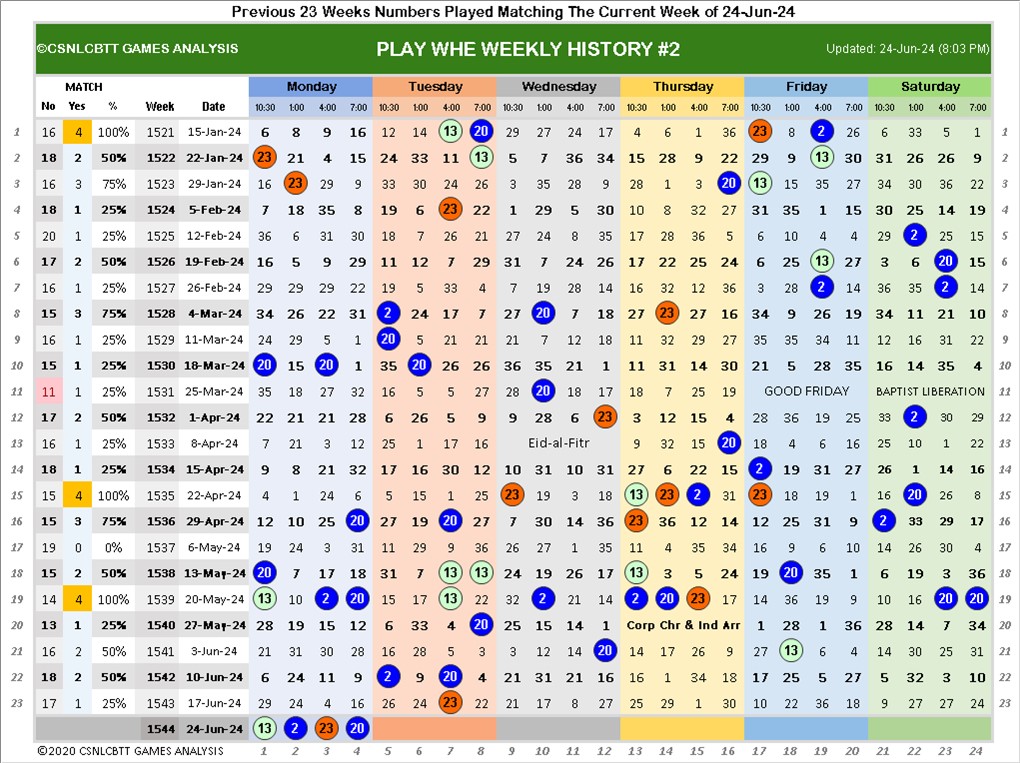 Previous 23 Weeks Numbers Played Matching The Current Week of 24-Jun-24
©CSNLCBTT GAMES ANALYSIS PLAY WHE WEEKLY HISTORY #2 Updated: 24-Jun-24 (8:03 PM)
MATCH Monday Tuesday Wednesday Thursday Friday Saturday
No Yes % Week Date 10:30 1:00 4:00 7:00 10:30 1:00 4:00 7:00 10:30 1:00 4:00 7:00 10:30 1:00 4:00 7:00 10:30 1:00 4:00 7:00 10:30 1:00 4:00 7:00
1 16 4 100% 1521 15-Jan-24 6 8 9 16 12 14 13 20 29 27 24 17 4 6 1 36 23 8 2 26 6 33 5 1 1
2 18 2 50% 1522 22-Jan-24 23 21 4 15 24 33 11 13 5 7 36 34 15 28 9 22 29 9 13 30 31 26 26 9 2
3 16 3 75% 1523 29-Jan-24 16 23 29 9 33 30 24 26 3 35 28 9 28 1 3 20 13 15 35 27 34 30 36 22 3
4 18 1 25% 1524 5-Feb-24 7 18 35 8 19 6 23 22 1 29 5 30 10 8 32 27 31 35 1 15 30 25 14 19 4
5 20 1 25% 1525 12-Feb-24 36 6 31 30 18 7 26 21 27 24 8 35 17 28 36 5 6 10 4 4 29 2 25 15 5
6 17 2 50% 1526 19-Feb-24 16 5 9 29 11 12 7 29 31 7 24 26 17 22 25 24 6 25 13 27 3 6 20 15 6
7 16 1 25% 1527 26-Feb-24 29 29 29 22 19 5 33 4 7 19 28 14 16 32 12 36 3 28 2 14 36 35 2 14 7
8 15 3 75% 1528 4-Mar-24 34 26 22 31 2 24 17 7 27 20 7 18 27 23 27 16 34 9 26 19 34 11 21 10 8
9 16 1 25% 1529 11-Mar-24 24 29 5 1 20 5 21 21 21 7 12 18 11 32 29 27 35 35 34 11 12 16 31 22 9
10 15 1 25% 1530 18-Mar-24 20 15 20 1 35 20 26 26 36 35 21 1 11 31 14 30 21 5 28 35 16 14 35 4 10
11 11 1 25% 1531 25-Mar-24 35 18 27 32 16 5 5 27 28 20 18 17 18 7 25 19 GOOD FRIDAY BAPTIST LIBERATION 11
12 17 2 50% 1532 1-Apr-24 22 21 21 28 6 26 5 9 9 28 6 23 3 12 15 4 28 36 19 25 33 2 30 29 12
13 16 1 25% 1533 8-Apr-24 7 21 3 12 25 1 17 16 Eid-al-Fitr 9 32 15 20 18 4 6 16 25 10 1 22 13
14 18 1 25% 1534 15-Apr-24 9 8 21 32 17 16 30 12 10 31 10 31 27 6 22 15 2 19 31 27 26 1 14 16 14
15 15 4 100% 1535 22-Apr-24 4 1 24 6 5 15 1 25 23 19 3 18 13 23 2 31 23 18 19 1 16 20 26 8 15
16 15 3 75% 1536 29-Apr-24 12 10 25 20 27 19 20 27 7 30 14 36 23 36 12 14 12 25 31 9 2 33 29 17 16
17 19 0 0% 1537 6-May-24 19 24 3 31 11 29 9 36 26 27 1 35 11 4 35 34 16 9 6 10 14 26 30 4 17
18 15 2 50% 1538 13-May-24 20 7 17 18 31 7 13 13 24 19 26 17 13 3 5 24 19 20 35 1 6 19 3 36 18
19 14 4 100% 1539 20-May-24 13 10 2 20 15 17 13 22 32 2 21 14 2 20 23 17 14 36 19 9 10 16 20 20 19
20 13 1 25% 1540 27-May-24 28 19 15 12 6 33 4 20 25 15 14 1 Corp Chr & Ind Arr 1 28 1 36 28 14 7 34 20
21 16 2 50% 1541 3-Jun-24 21 31 30 28 16 28 5 3 3 12 14 20 14 17 26 9 27 13 6 4 14 30 25 31 21
22 18 2 50% 1542 10-Jun-24 6 24 11 9 2 9 20 4 21 31 21 16 16 1 34 18 17 25 5 27 5 32 3 10 22
23 17 1 25% 1543 17-Jun-24 29 24 4 16 26 24 23 22 21 17 8 27 25 29 1 30 10 22 36 18 9 27 27 24 23
1544 24-Jun-24 13 2 23 20
©2020 CSNLCBTT GAMES ANALYSIS 1 2 3 4 5 6 7 8 9 10 11 12 13 14 15 16 17 18 19 20 21 22 23 24